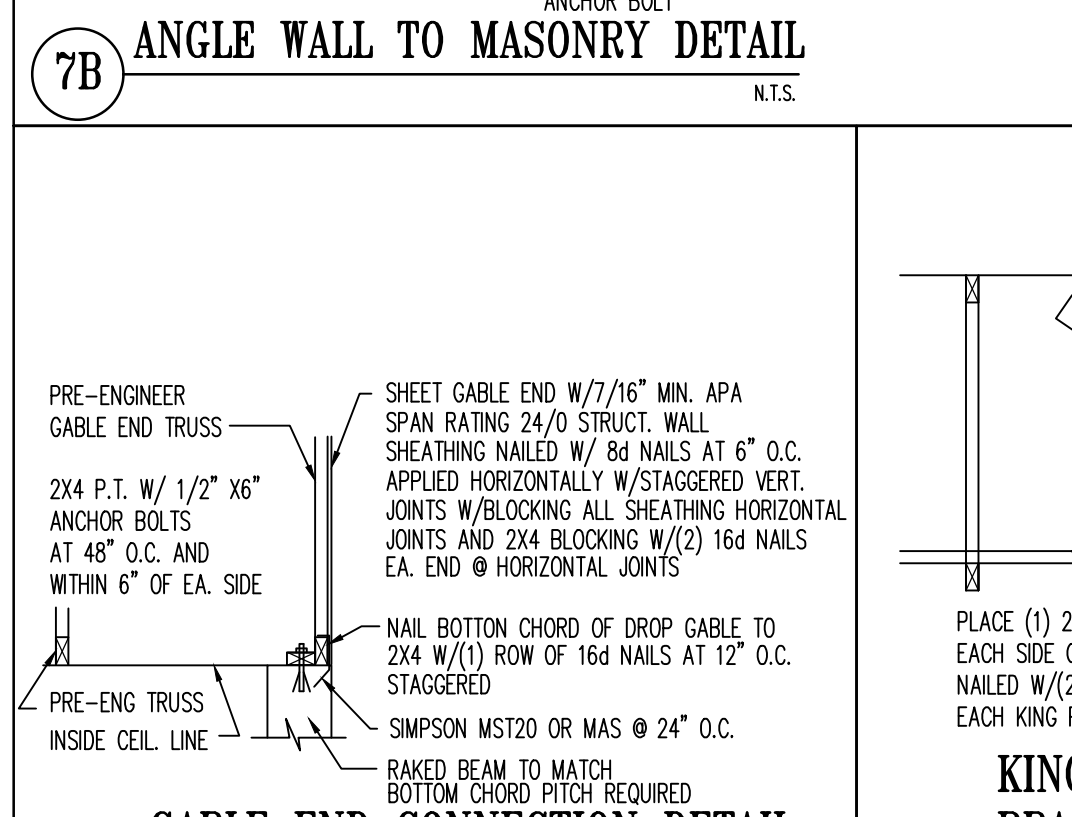 ANCHOR BOLT
7B
ANGLE WALL TO MASONRY DETAIL
N.T.S.
PRE-ENGINEER
GABLE END TRUSS
2X4 P.T. W/ 1/2" X6"
ANCHOR BOLTS
AT 48" O.C. AND
WITHIN 6" OF EA. SIDE
PRE-ENG TRUSS
INSIDE CEIL. LINE
SHEET GABLE END W/7/16" MIN. APA
SPAN RATING 24/0 STRUCT. WALL
SHEATHING NAILED W/ 8d NAILS AT 6" O.C.
APPLIED HORIZONTALLY W/STAGGERED VERT.
JOINTS W/BLOCKING ALL SHEATHING HORIZONTAL
JOINTS AND 2X4 BLOCKING W/(2) 16d NAILS
EA. END @ HORIZONTAL JOINTS
NAIL BOTTON CHORD OF DROP GABLE TO
2X4 W/(1) ROW OF 16d NAILS AT 12" O.C.
STAGGERED
SIMPSON MST20 OR MAS @ 24" O.C.
RAKED BEAM TO MATCH
BOTTOM CHORD PITCH REQUIRED
GABLE END CONNECTION DETAIL
PLACE (1) 2
EACH SIDE
NAILED W/(2
EACH KING
KING